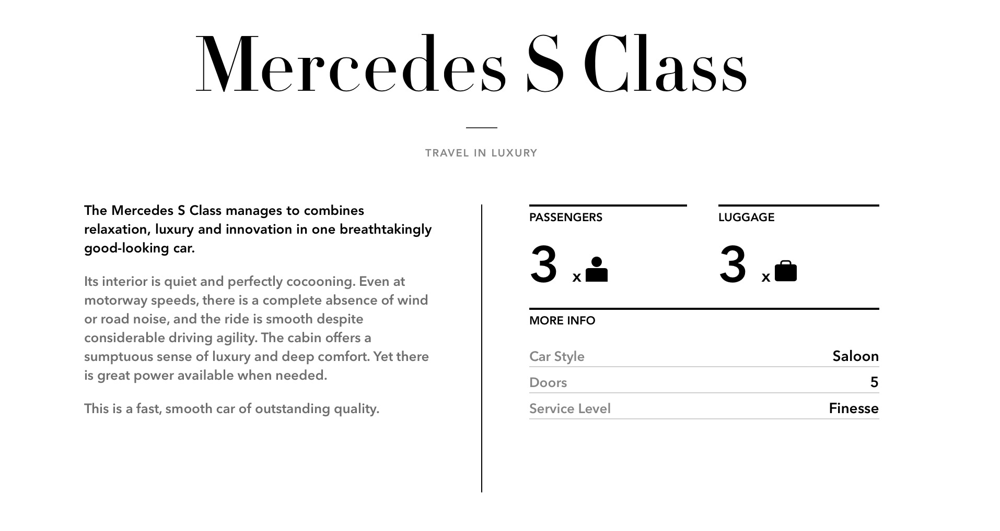 Mercedes S Class
TRAVEL IN LUXURY
The Mercedes S Class manages to combines
relaxation, luxury and innovation in one breathtakingly
good-looking car.
Its interior is quiet and perfectly cocooning. Even at
motorway speeds, there is a complete absence of wind
or road noise, and the ride is smooth despite
considerable driving agility. The cabin offers a
sumptuous sense of luxury and deep comfort. Yet there
is great power available when needed.
This is a fast, smooth car of outstanding quality.
PASSENGERS
3 x
LUGGAGE
3 x
MORE INFO
Car Style Saloon
Doors 5
Service Level Finesse